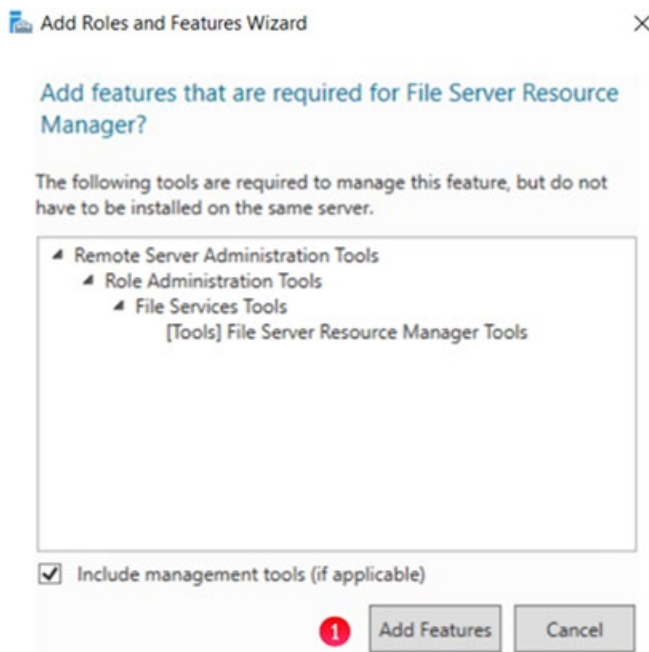 Add Roles and Features Wizard
Add features that are required for File Server Resource
Manager?
The following tools are required to manage this feature, but do not
have to be installed on the same server.
Remote Server Administration Tools
Role Administration Tools
File Services Tools
[Tools] File Server Resource Manager Tools
Include management tools (if applicable)
1 Add Features Cancel